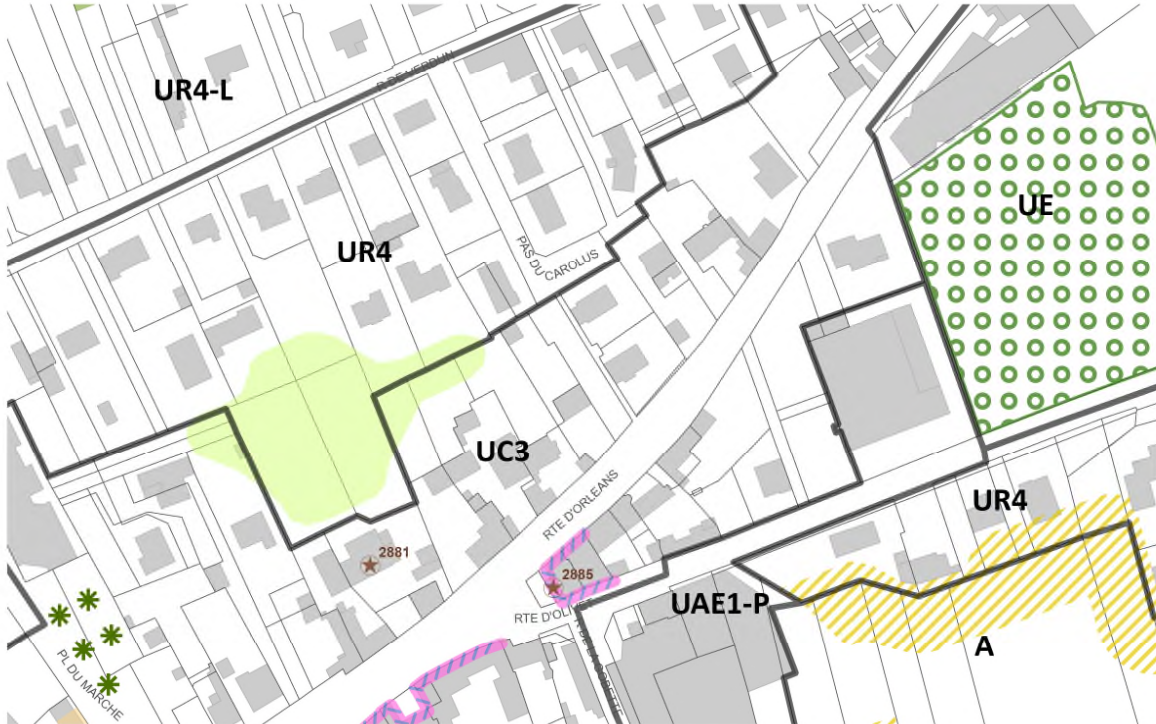 R DE VERDUN
UR4-L
UE
UR4
PAS DU
CAROLUS
UC3
RTE D'ORLEANS
UR4
2881
2885
UAE1-P
RTE D'OLIVET
A
PL DU MARCHE